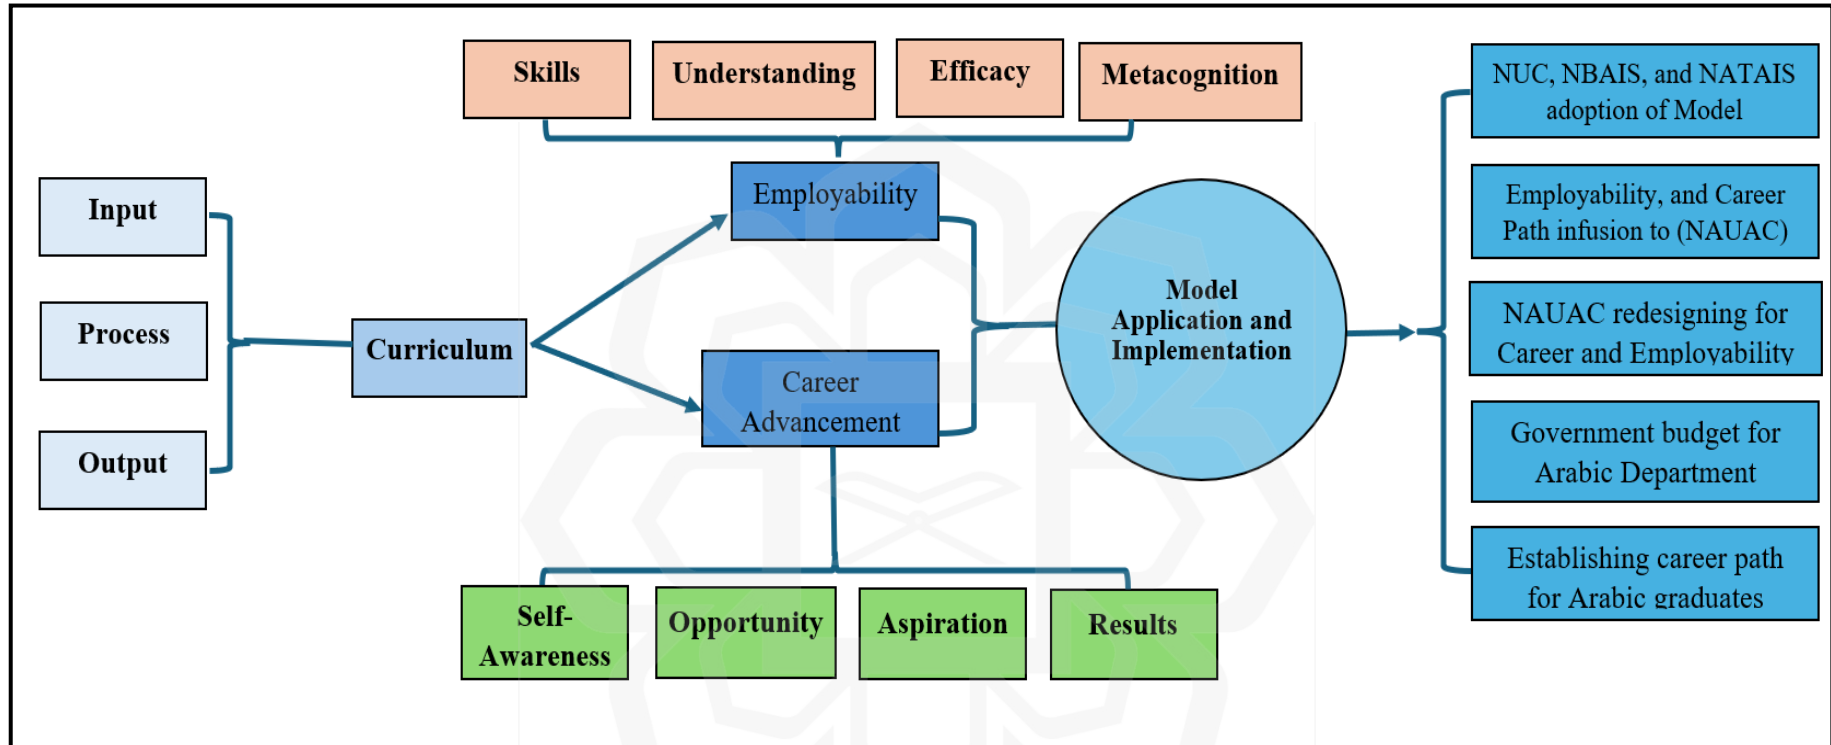 Skills
Understanding
Efficacy
Metacognition
Input
Process
Output
Curriculum
Employability
Career
Advancement
Self-
Awareness
Opportunity
Aspiration
Results
Model
Application and
Implementation
NUC, NBAIS, and NATAIS
adoption of Model
Employability, and Career
Path infusion to (NAUAC)
NAUAC redesigning for
Career and Employability
Government budget for
Arabic Department
Establishing career path
for Arabic graduates